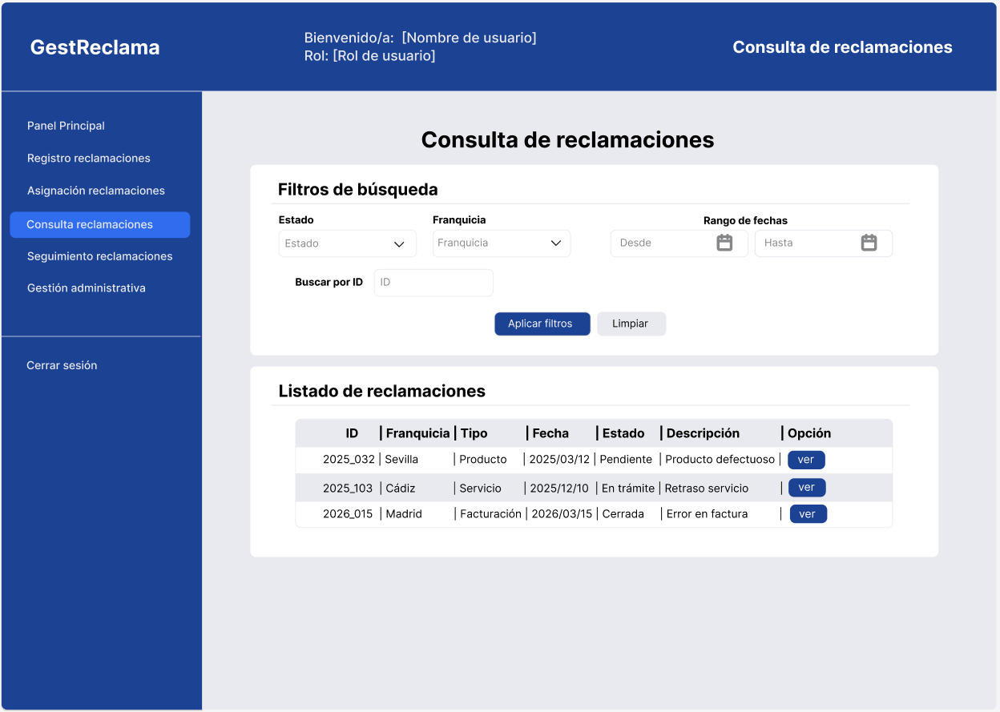 GestReclama
Bienvenido/a: [Nombre de usuario]
Rol: [Rol de usuario]
Consulta de reclamaciones
Panel Principal
Registro reclamaciones
Asignación reclamaciones
Consulta reclamaciones
Seguimiento reclamaciones
Gestión administrativa
Cerrar sesión
Consulta de reclamaciones
Filtros de búsqueda
Estado Franquicia Rango de fechas
Estado Franquicia Desde Hasta
Buscar por ID ID
Aplicar filtros Limpiar
Listado de reclamaciones
ID | Franquicia | Tipo | Fecha | Estado | Descripción | Opción
2025_032 | Sevilla | Producto | 2025/03/12 | Pendiente | Producto defectuoso | ver
2025_103 | Cádiz | Servicio | 2025/12/10 | En trámite | Retraso servicio | ver
2026_015 | Madrid | Facturación | 2026/03/15 | Cerrada | Error en factura | ver